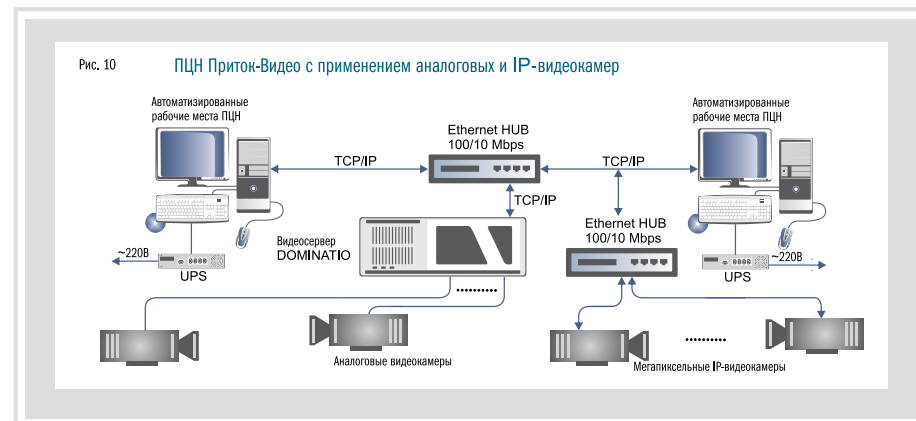 Рис. 10
ПЦН Приток-Видео с применением аналоговых и IP-видеокамер
Автоматизированные
рабочие места ПЦН
Автоматизированные
рабочие места ПЦН
Ethernet HUB
100/10 Mbps
TCP/IP
TCP/IP
TCP/IP
Ethernet HUB
100/10 Mbps
Видеосервер
DOMINATIO
~220В
UPS
~220В
UPS
Аналоговые видеокамеры
Мегапиксельные IP-видеокамеры